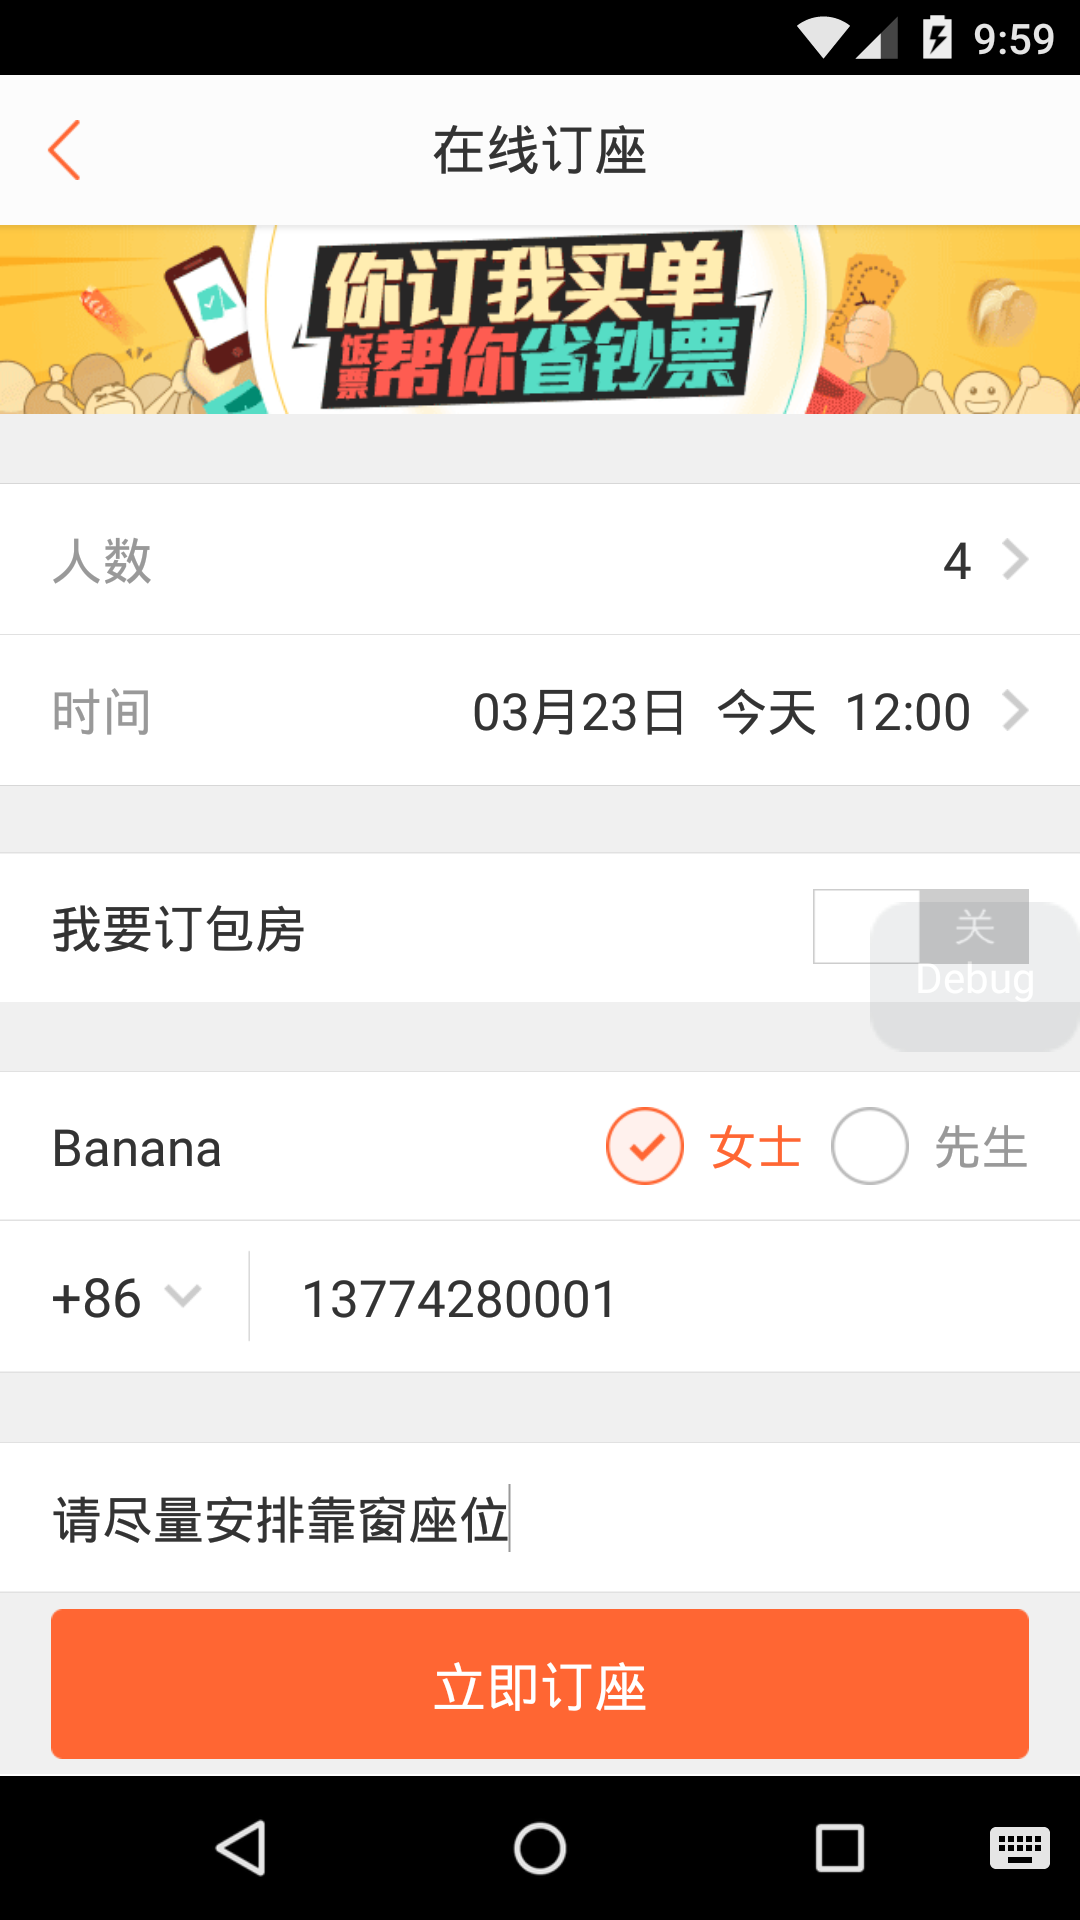 9:59
在线订座
你订我买单
饭票帮你省钞票
人数 4
时间 03月23日 今天 12:00
我要订包房 关
Debug
Banana 女士 先生
+86 13774280001
请尽量安排靠窗座位
立即订座